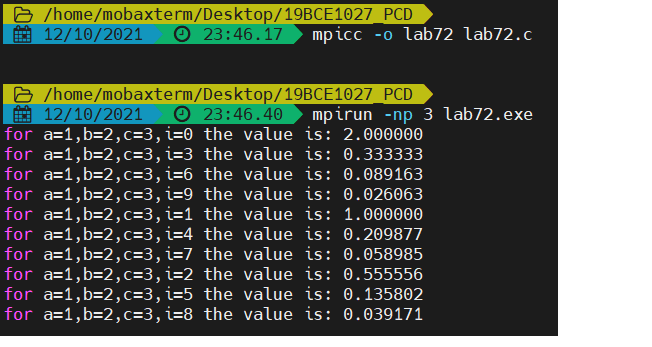 /home/mobaxterm/Desktop/19BCE1027_PCD
12/10/2021 23:46.17 mpicc -o lab72 lab72.c
/home/mobaxterm/Desktop/19BCE1027_PCD
12/10/2021 23:46.40 mpirun -np 3 lab72.exe
for a=1,b=2,c=3,i=0 the value is: 2.000000
for a=1,b=2,c=3,i=3 the value is: 0.333333
for a=1,b=2,c=3,i=6 the value is: 0.089163
for a=1,b=2,c=3,i=9 the value is: 0.026063
for a=1,b=2,c=3,i=1 the value is: 1.000000
for a=1,b=2,c=3,i=4 the value is: 0.209877
for a=1,b=2,c=3,i=7 the value is: 0.058985
for a=1,b=2,c=3,i=2 the value is: 0.555556
for a=1,b=2,c=3,i=5 the value is: 0.135802
for a=1,b=2,c=3,i=8 the value is: 0.039171